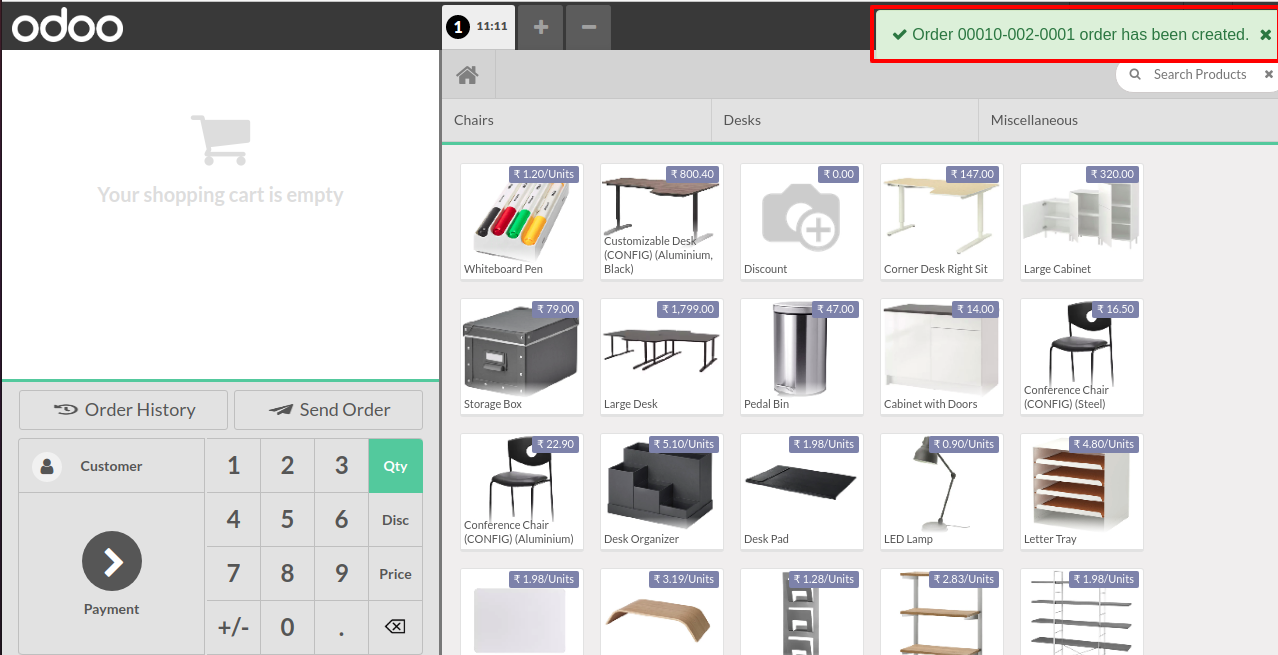 odoo
1 11:11
Order 00010-002-0001 order has been created.
Search Products
Your shopping cart is empty
Chairs
Desks
Miscellaneous
₹ 1.20/Units
Whiteboard Pen
₹ 800.40
Customizable Desk
(CONFIG) (Aluminium,
Black)
₹ 0.00
Discount
₹ 147.00
Corner Desk Right Sit
₹ 320.00
Large Cabinet
₹ 79.00
Storage Box
₹ 1,799.00
Large Desk
₹ 47.00
Pedal Bin
₹ 14.00
Cabinet with Doors
₹ 16.50
Conference Chair
(CONFIG) (Steel)
₹ 22.90
Conference Chair
(CONFIG) (Aluminium)
₹ 5.10/Units
Desk Organizer
₹ 1.98/Units
Desk Pad
₹ 0.90/Units
LED Lamp
₹ 4.80/Units
Letter Tray
₹ 1.98/Units
₹ 3.19/Units
₹ 1.28/Units
₹ 2.83/Units
₹ 1.98/Units
Order History
Send Order
Customer
Payment
1 2 3 Qty
4 5 6 Disc
7 8 9 Price
+/- 0 .